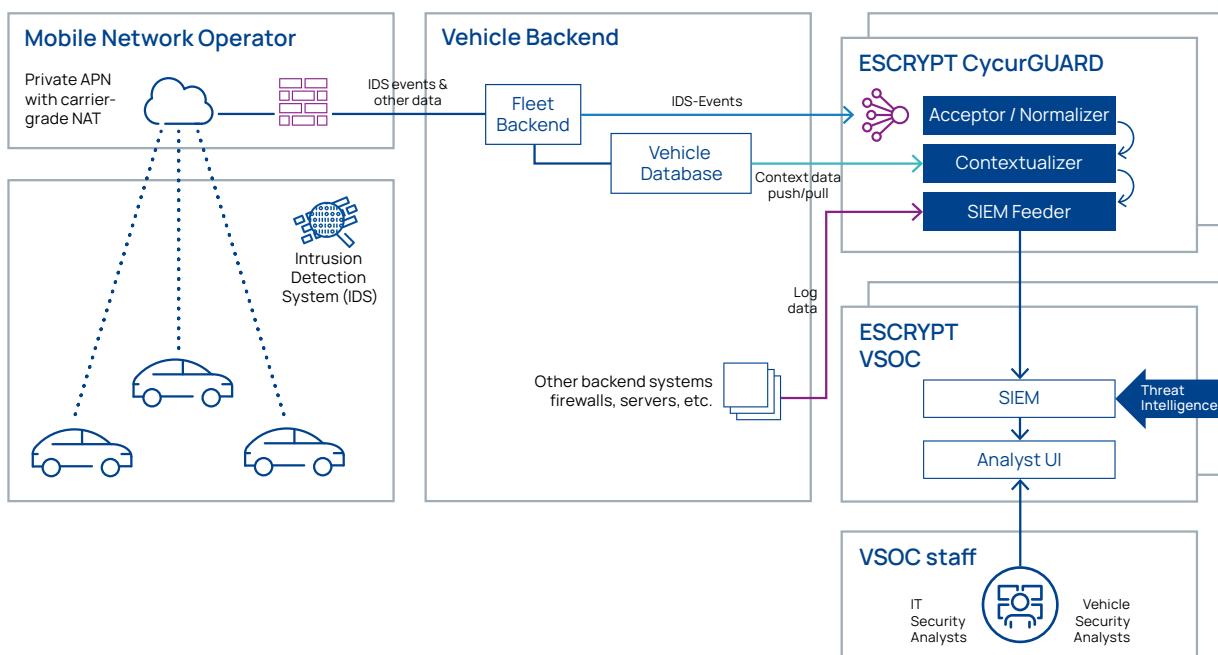 Mobile Network Operator
Private APN
with carrier-
grade NAT
IDS events &
other data
Intrusion
Detection
System (IDS)
Vehicle Backend
Fleet
Backend
IDS-Events
Vehicle
Database
Context data
push/pull
Log
data
Other backend systems
firewalls, servers, etc.
ESCRYPT CycurGUARD
Acceptor / Normalizer
Contextualizer
SIEM Feeder
ESCRYPT
VSOC
SIEM
Threat
Intelligence
Analyst UI
VSOC staff
IT
Security
Analysts
Vehicle
Security
Analysts